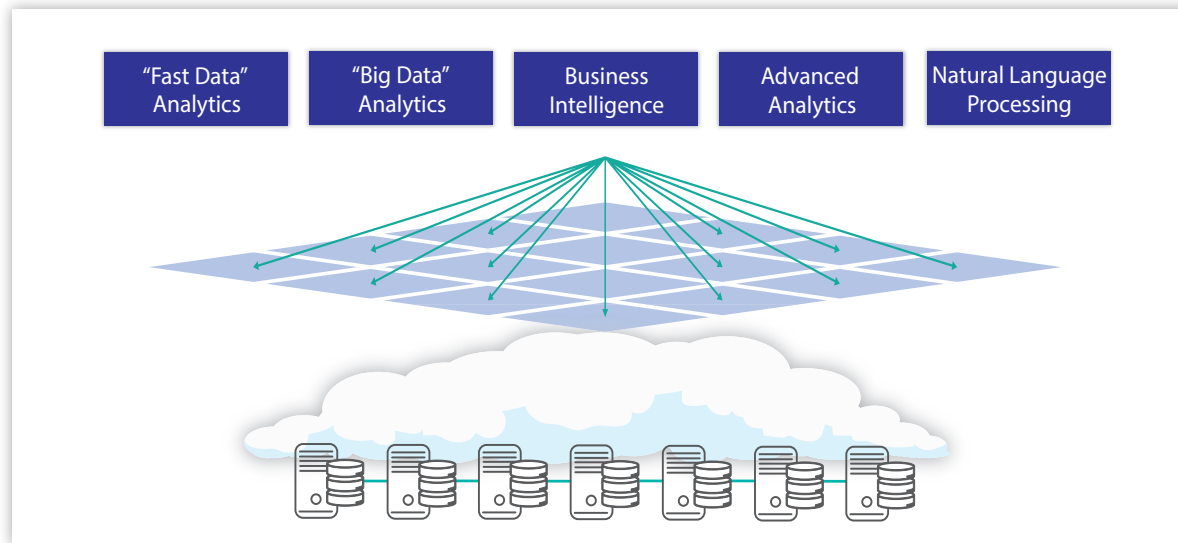 “Fast Data”
Analytics
“Big Data”
Analytics
Business
Intelligence
Advanced
Analytics
Natural Language
Processing